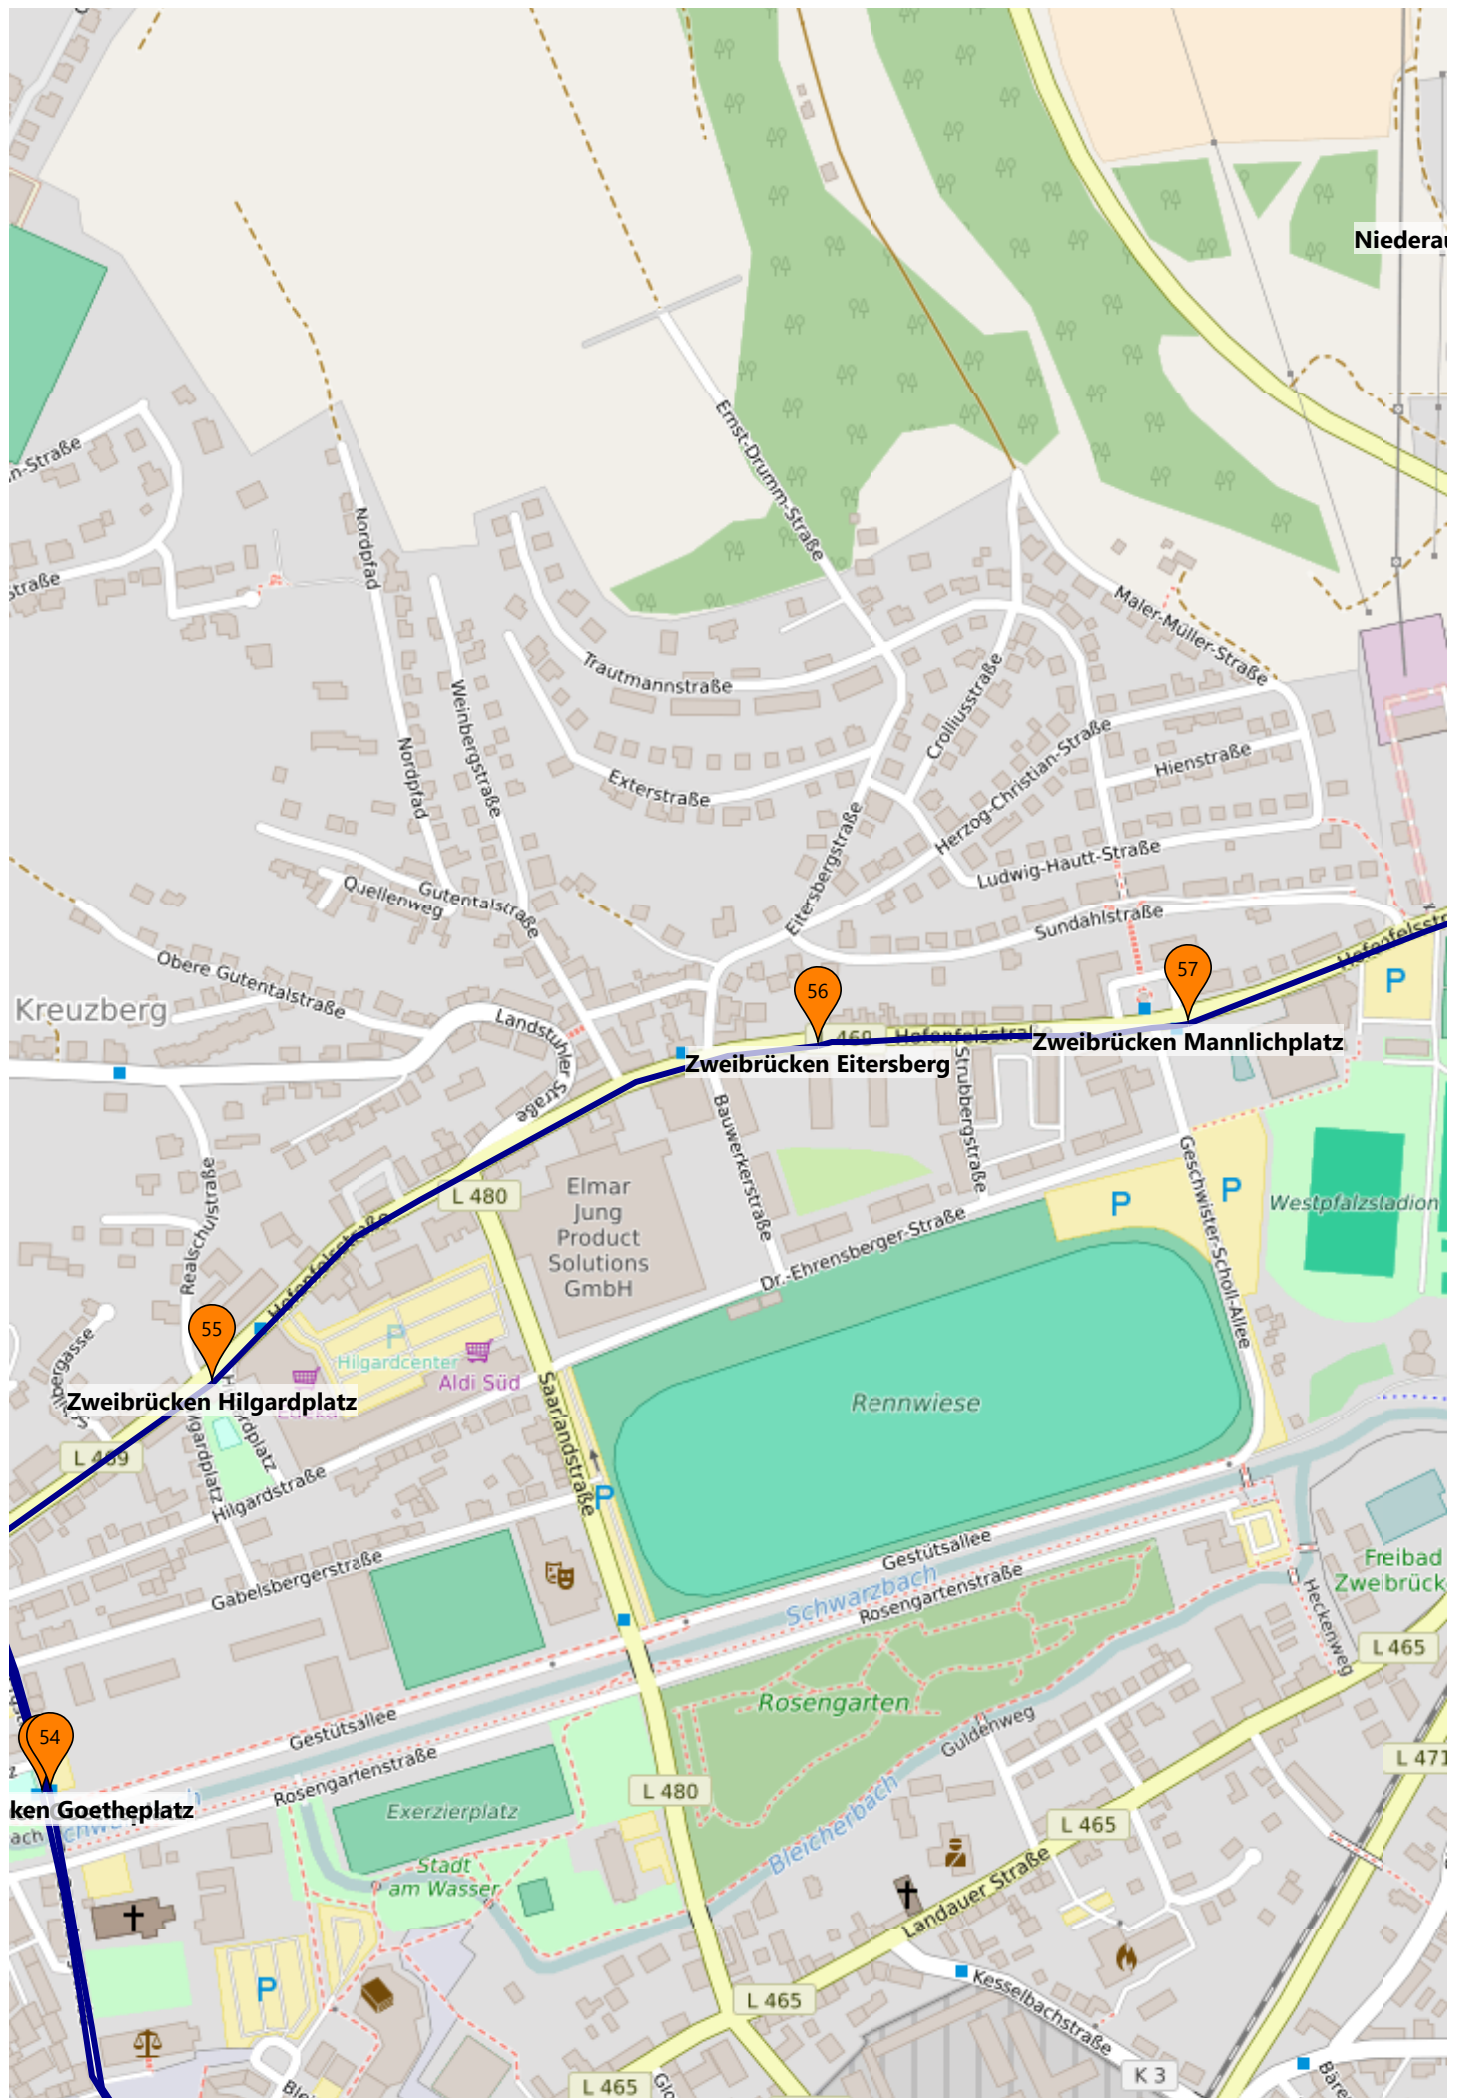 Niederau
Ernst-Drumm-Straße
n-Straße
Nordpfad
straße
Maler-Müller-Straße
Trautmannstraße
Weinbergstraße
Crolliusstraße
Nordpfad
Exterstraße
Herzog-Christian-Straße
Hienstraße
Eitersbergstraße
Ludwig-Hautt-Straße
Quellenweg
Gutentalstraße
Sundahlstraße
Obere Gutentalstraße
Hofenfelsstr
57
P
56
Kreuzberg
Landstuhler
Straße
469
Hofenfelsstraße
Zweibrücken Mannlichplatz
Zweibrücken Eitersberg
Strubbergstraße
Bauwerkerstraße
Geschwister-Scholl-Allee
Realschulstraße
L 480
Elmar
Jung
Product
Solutions
GmbH
P
P
Westpfalzstadion
Hofenfelsstraße
Dr.-Ehrensberger-Straße
55
P
Hilgardcenter
Aldi Süd
Zweibrücken Hilgardplatz
Saarlandstraße
Rennwiese
Hilgardplatz
L 469
Hilgardstraße
P
Gestütsallee
Freibad
Zweibrück
Gabelsbergerstraße
Schwarzbach
Rosengartenstraße
Heckenweg
L 465
Rosengarten
Gestütsallee
Guldenweg
54
L 471
Rosengartenstraße
L 480
ken Goetheplatz
Exerzierplatz
L 465
Bleicherbach
Stadt
am Wasser
Landauer Straße
P
Kesselbachstraße
L 465
K 3
L 465